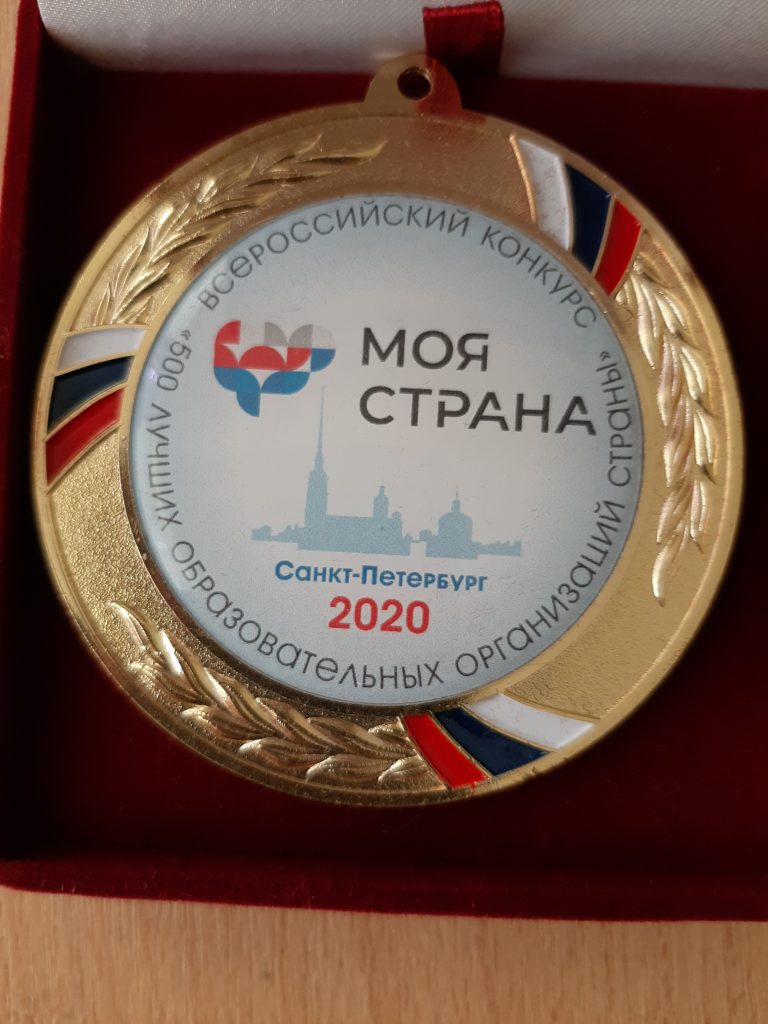 ВСЕРОССИЙСКИЙ КОНКУРС
«500 ЛУЧШИХ ОБРАЗОВАТЕЛЬНЫХ ОРГАНИЗАЦИЙ СТРАНЫ»
МОЯ
СТРАНА
Санкт-Петербург
2020